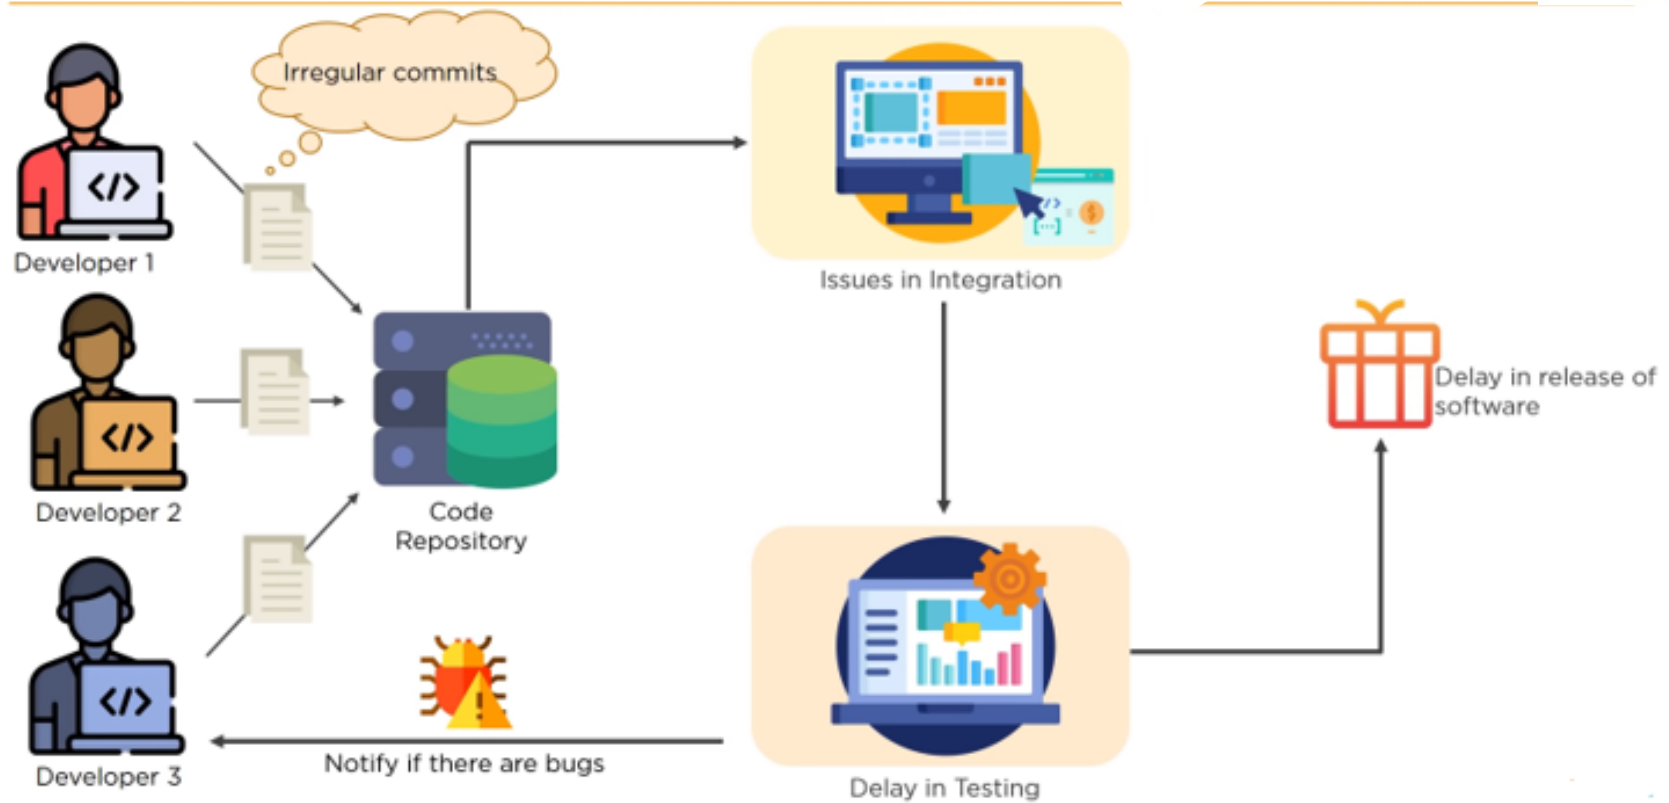 Irregular commits
Developer 1
Developer 2
Developer 3
Code
Repository
Notify if there are bugs
Issues in Integration
Delay in Testing
Delay in release of
software